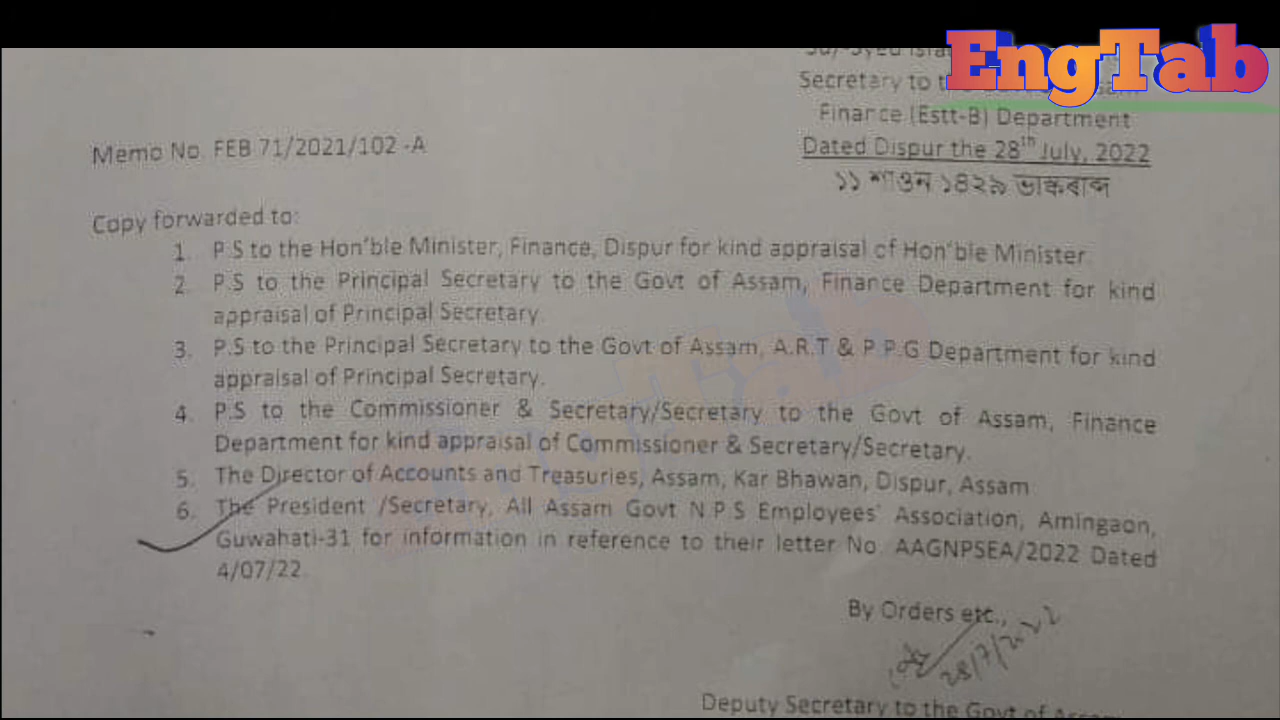 EngTab
Secretary to
Finance (Estt-B) Department
Memo No. FEB 71/2021/102 -A
Dated Dispur the 28th July, 2022
১১ শাওন ১৪২৯ ভাস্কৰাব্দ
Copy forwarded to:
1. P.S to the Hon'ble Minister, Finance, Dispur for kind appraisal of Hon'ble Minister.
2. P.S to the Principal Secretary to the Govt of Assam, Finance Department for kind
appraisal of Principal Secretary.
3. P.S to the Principal Secretary to the Govt of Assam, A.R.T & P.P.G Department for kind
appraisal of Principal Secretary.
4. P.S to the Commissioner & Secretary/Secretary to the Govt of Assam, Finance
Department for kind appraisal of Commissioner & Secretary/Secretary.
5. The Director of Accounts and Treasuries, Assam, Kar Bhawan, Dispur, Assam
6. The President /Secretary, All Assam Govt N.P.S Employees' Association, Amingaon,
Guwahati-31 for information in reference to their letter No. AAGNPSEA/2022 Dated
4/07/22.
By Orders etc.,
28/7/2022
Deputy Secretary to the Govt of